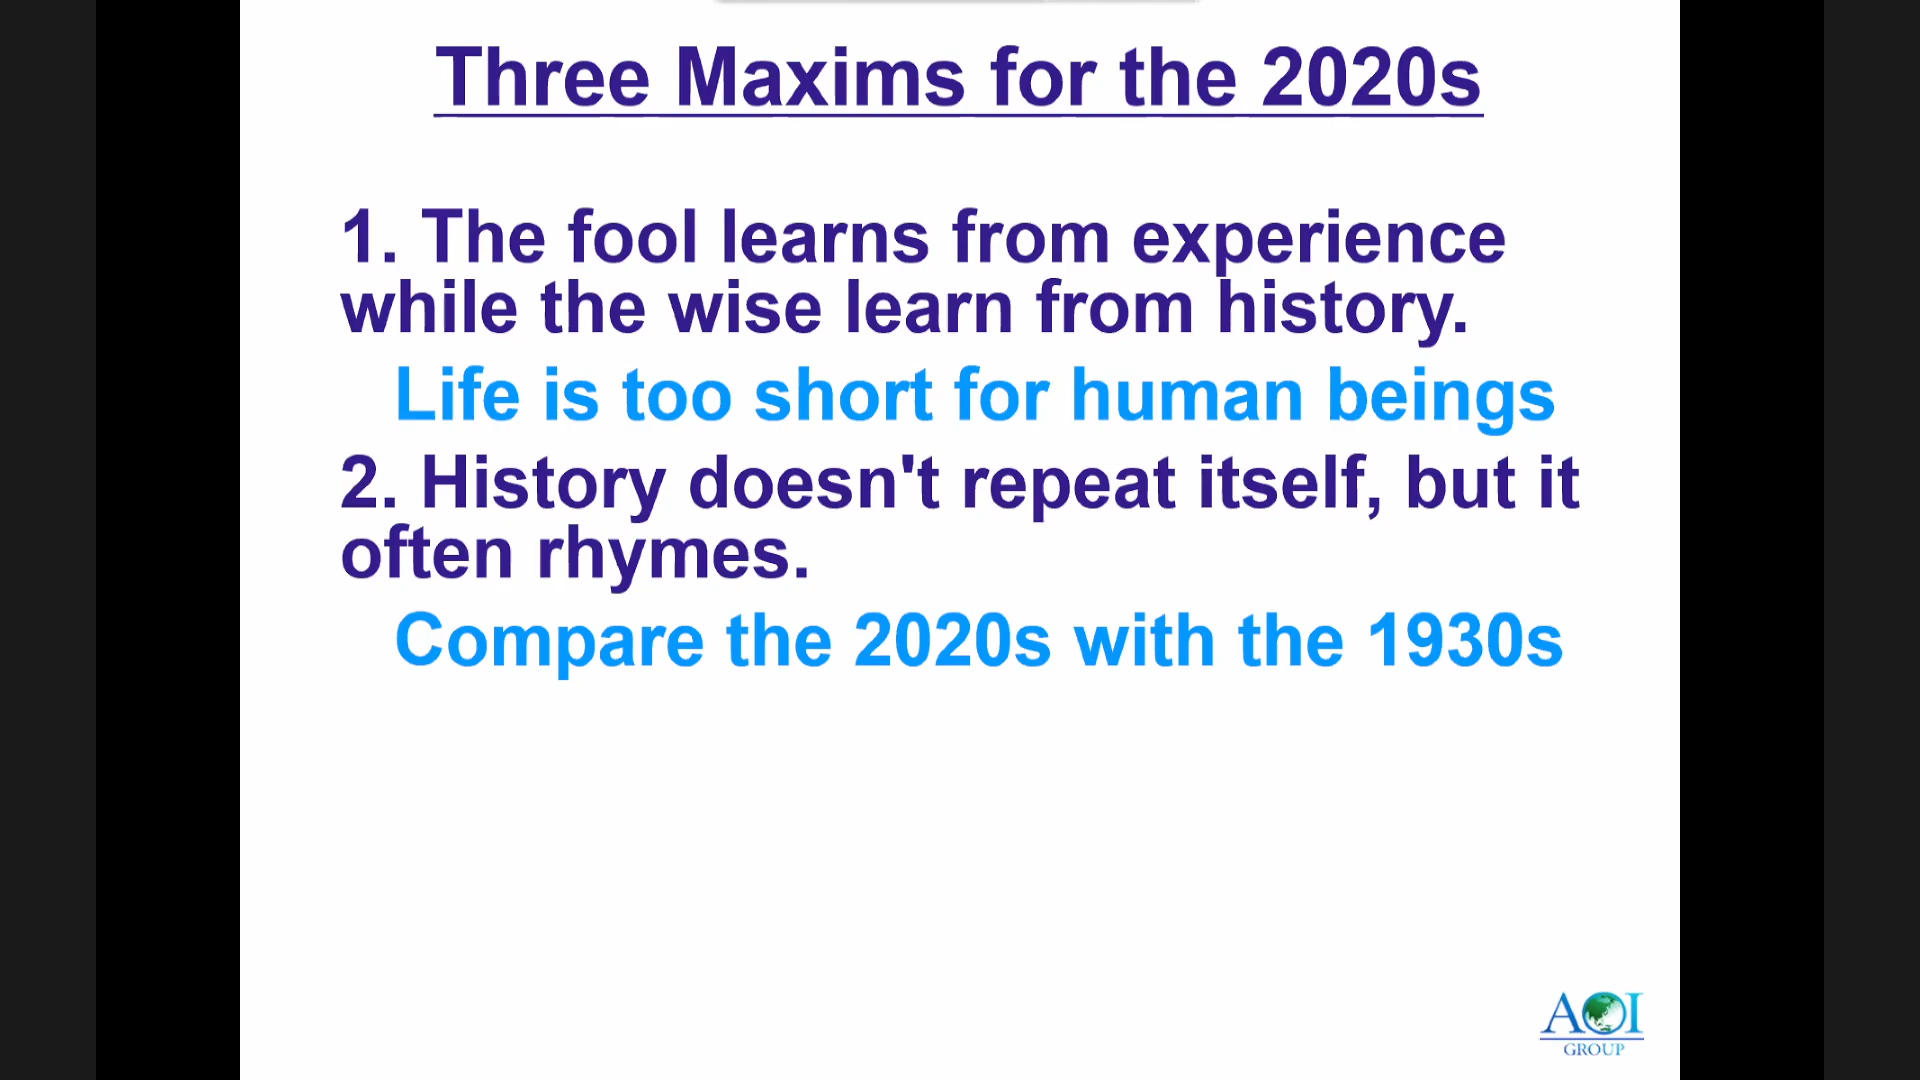 Three Maxims for the 2020s
1. The fool learns from experience
while the wise learn from history.
Life is too short for human beings
2. History doesn't repeat itself, but it
often rhymes.
Compare the 2020s with the 1930s
AOI
GROUP